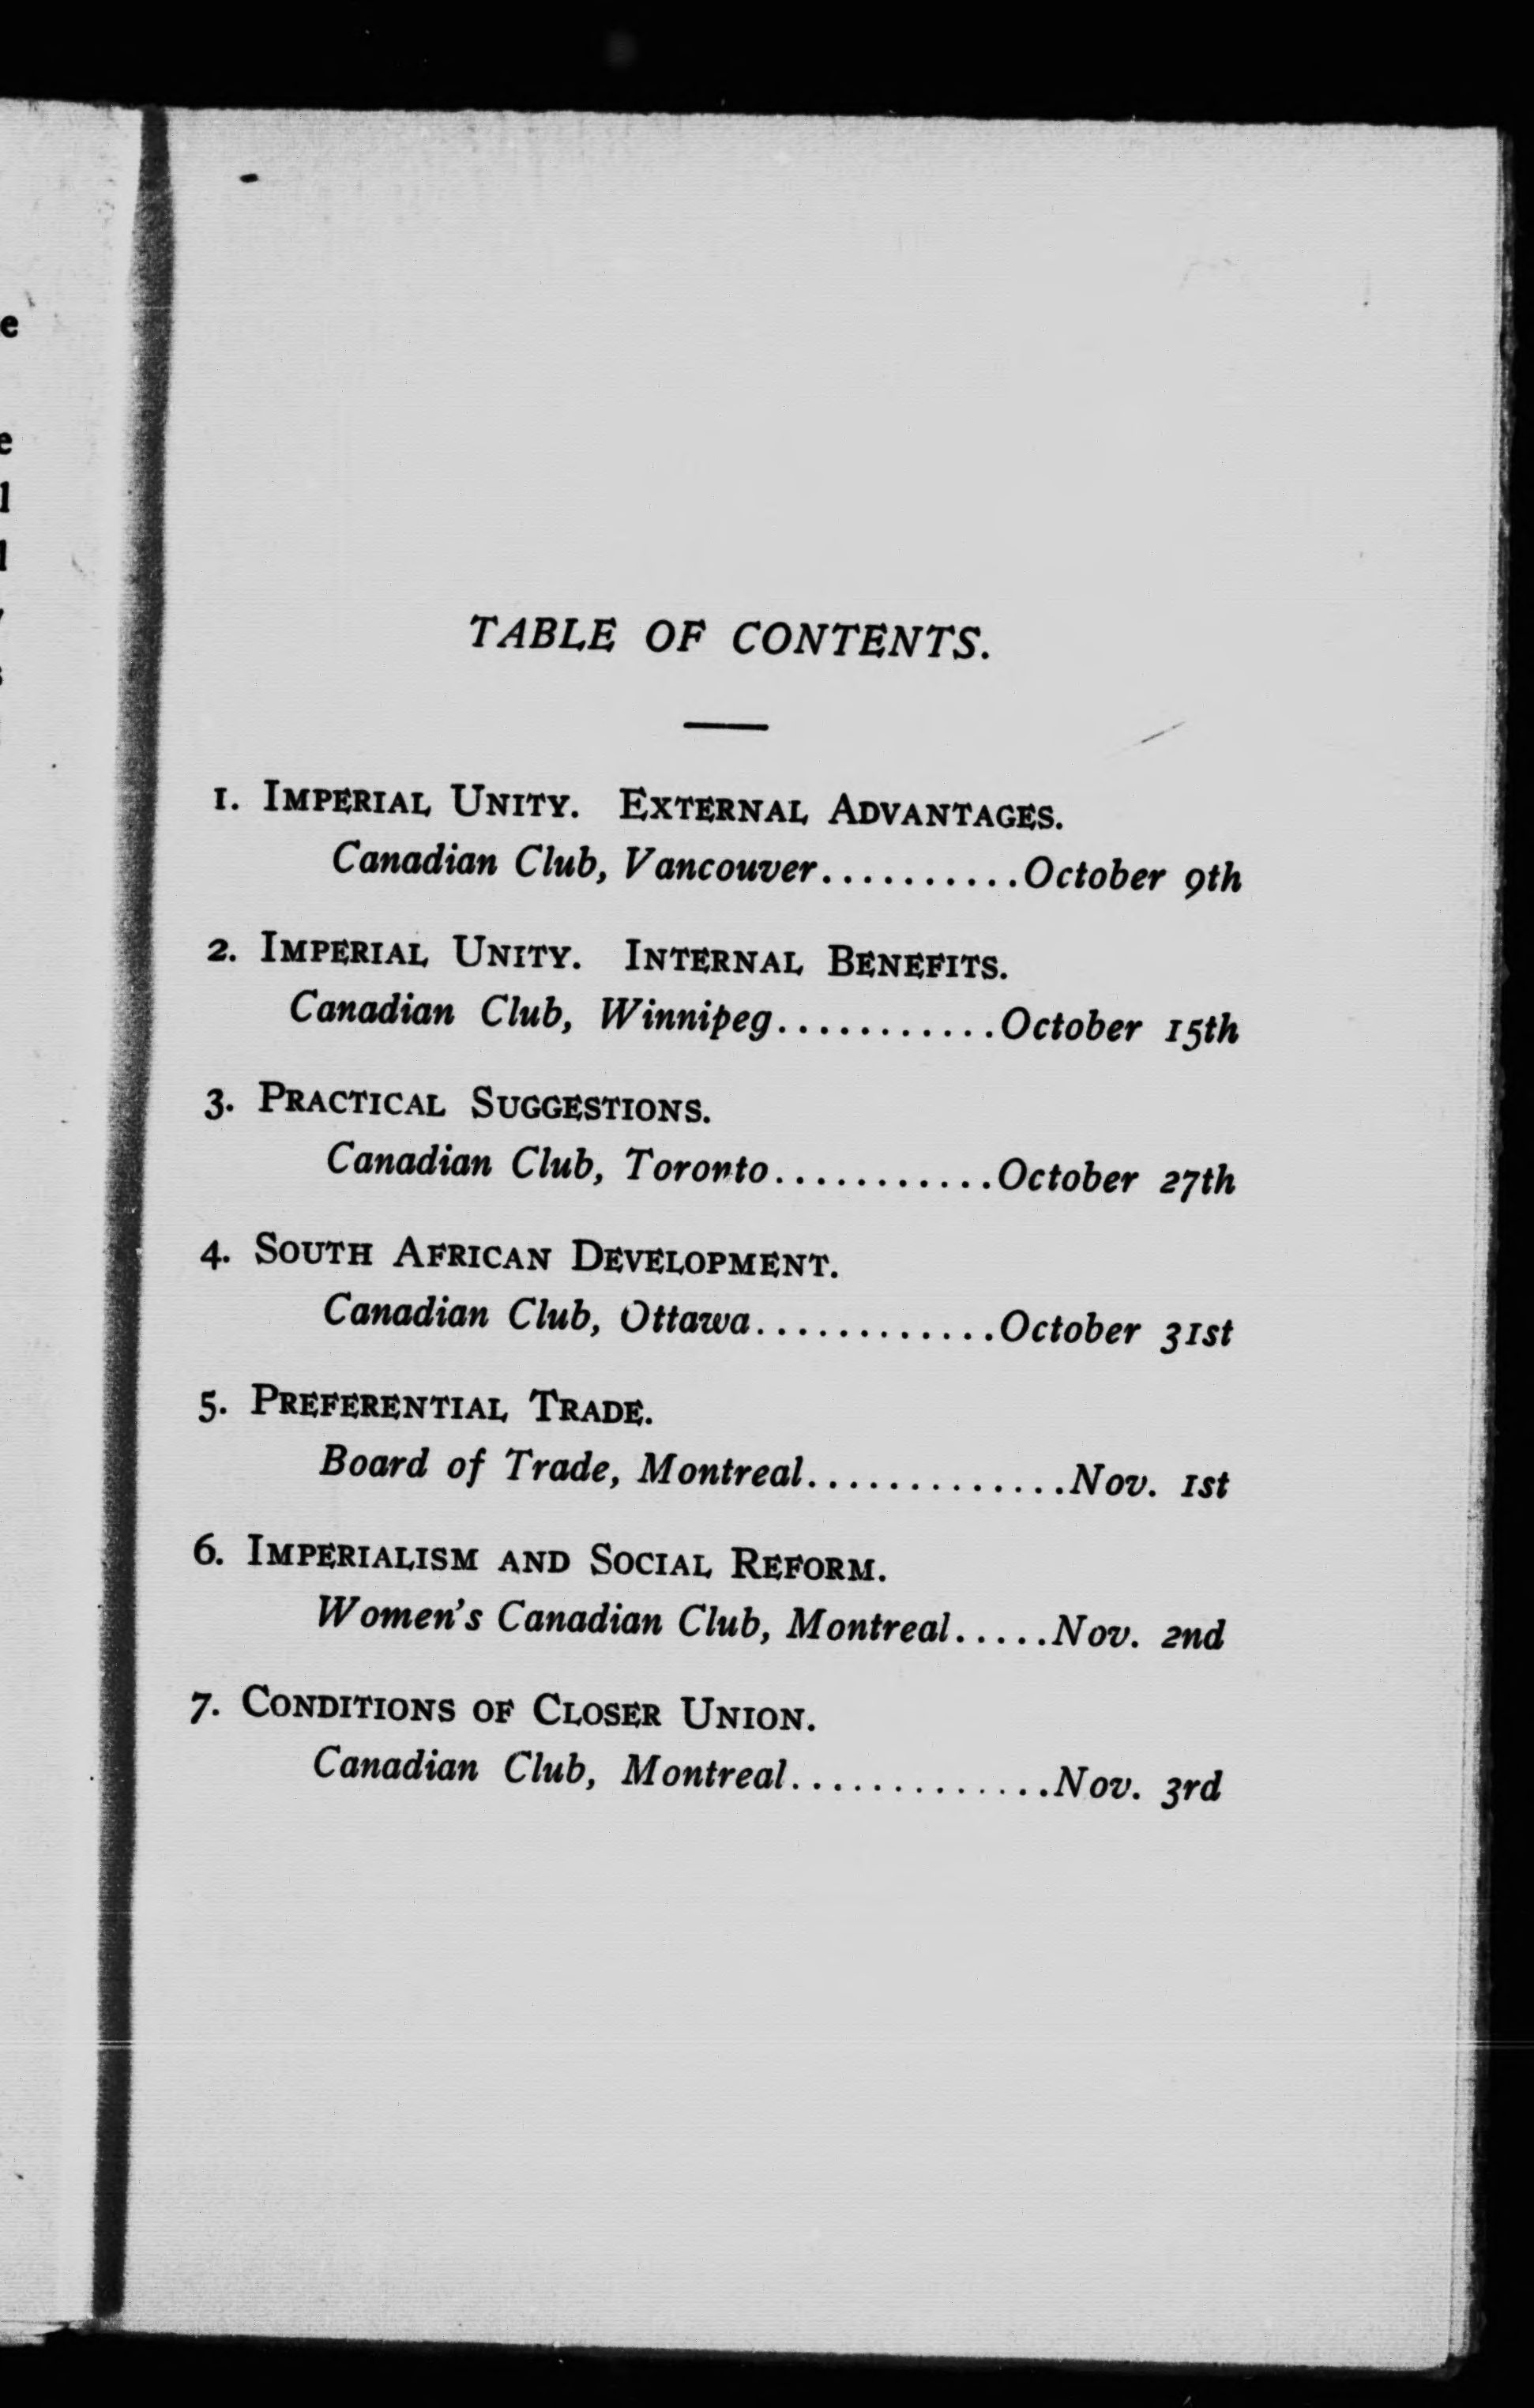 TABLE OF CONTENTS.
1. IMPERIAL UNITY. EXTERNAL ADVANTAGES.
Canadian Club, Vancouver..........October 9th
2. IMPERIAL UNITY. INTERNAL BENEFITS.
Canadian Club, Winnipeg...........October 15th
3. PRACTICAL SUGGESTIONS.
Canadian Club, Toronto...........October 27th
4. SOUTH AFRICAN DEVELOPMENT.
Canadian Club, Ottawa............October 31st
5. PREFERENTIAL TRADE.
Board of Trade, Montreal.............Nov. 1st
6. IMPERIALISM AND SOCIAL REFORM.
Women's Canadian Club, Montreal.....Nov. 2nd
7. CONDITIONS OF CLOSER UNION.
Canadian Club, Montreal.............Nov. 3rd